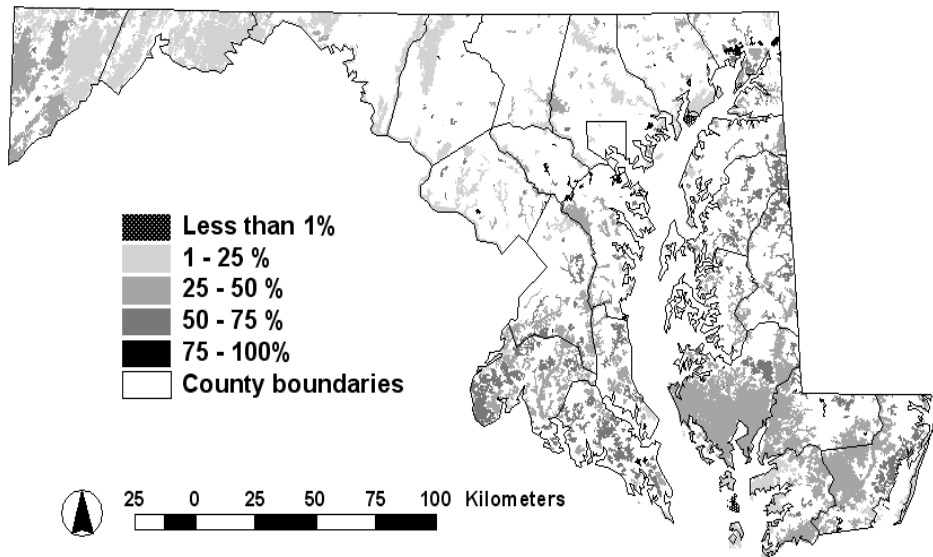 Less than 1%
1 - 25 %
25 - 50 %
50 - 75 %
75 - 100%
County boundaries
25 0 25 50 75 100 Kilometers